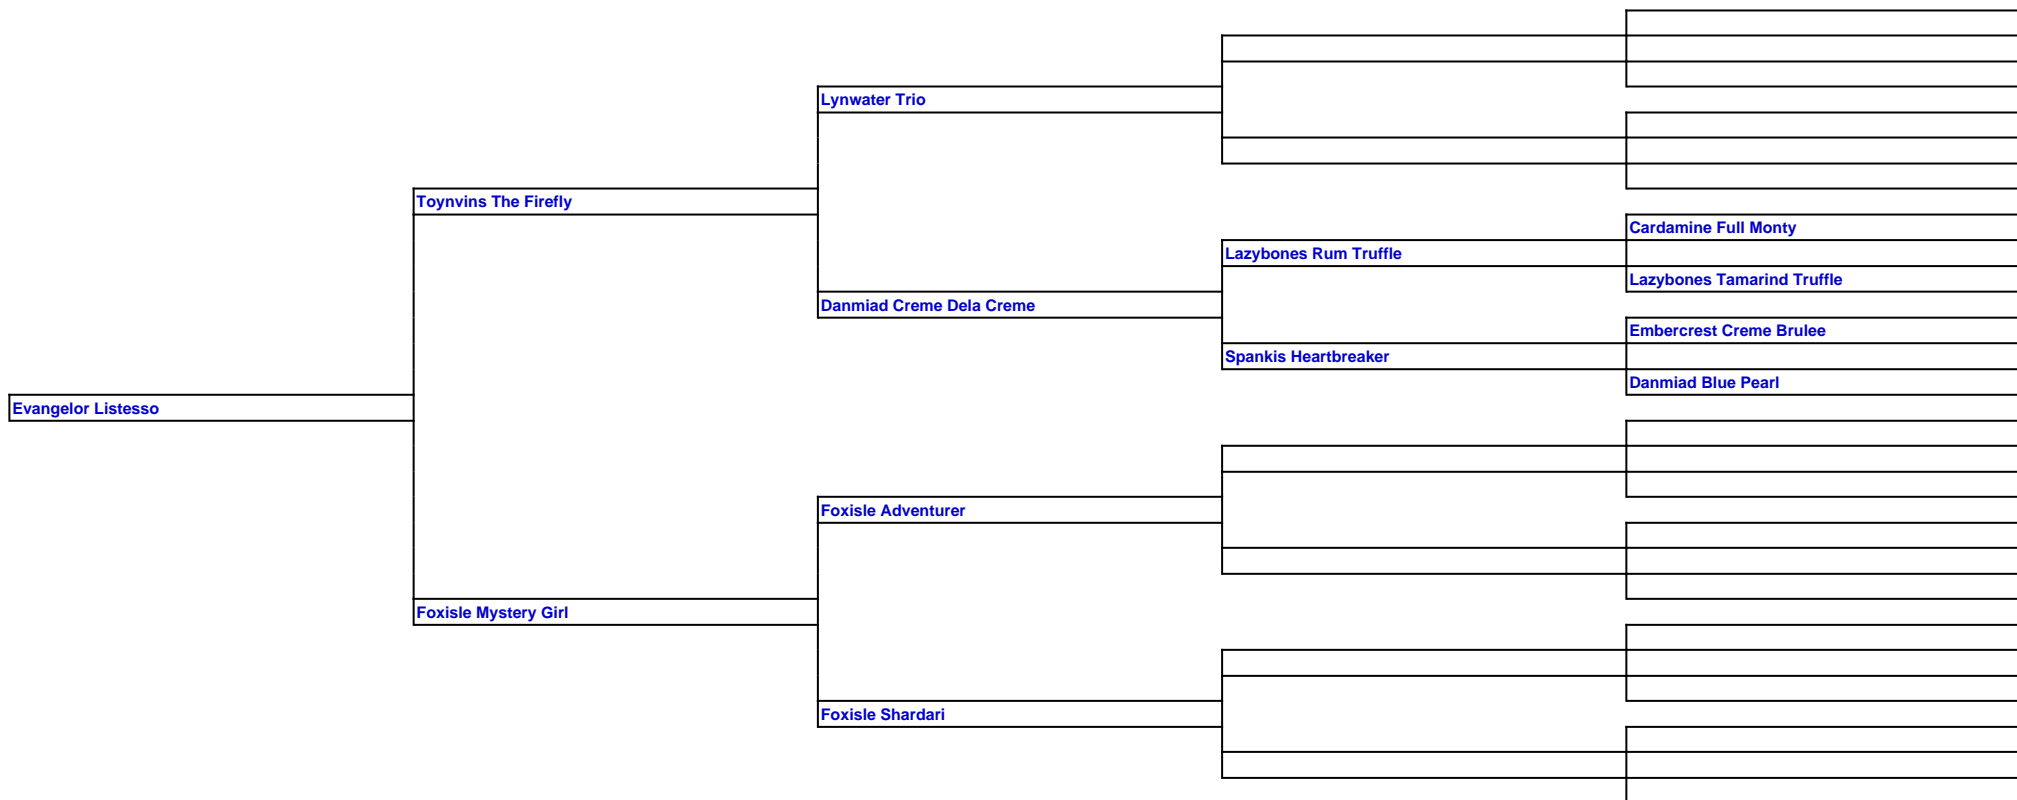 Lynwater Trio
Toynvins The Firefly
Cardamine Full Monty
Lazybones Rum Truffle
Lazybones Tamarind Truffle
Danmiad Creme Dela Creme
Embercrest Creme Brulee
Spankis Heartbreaker
Danmiad Blue Pearl
Evangelor Listesso
Foxisle Adventurer
Foxisle Mystery Girl
Foxisle Shardari